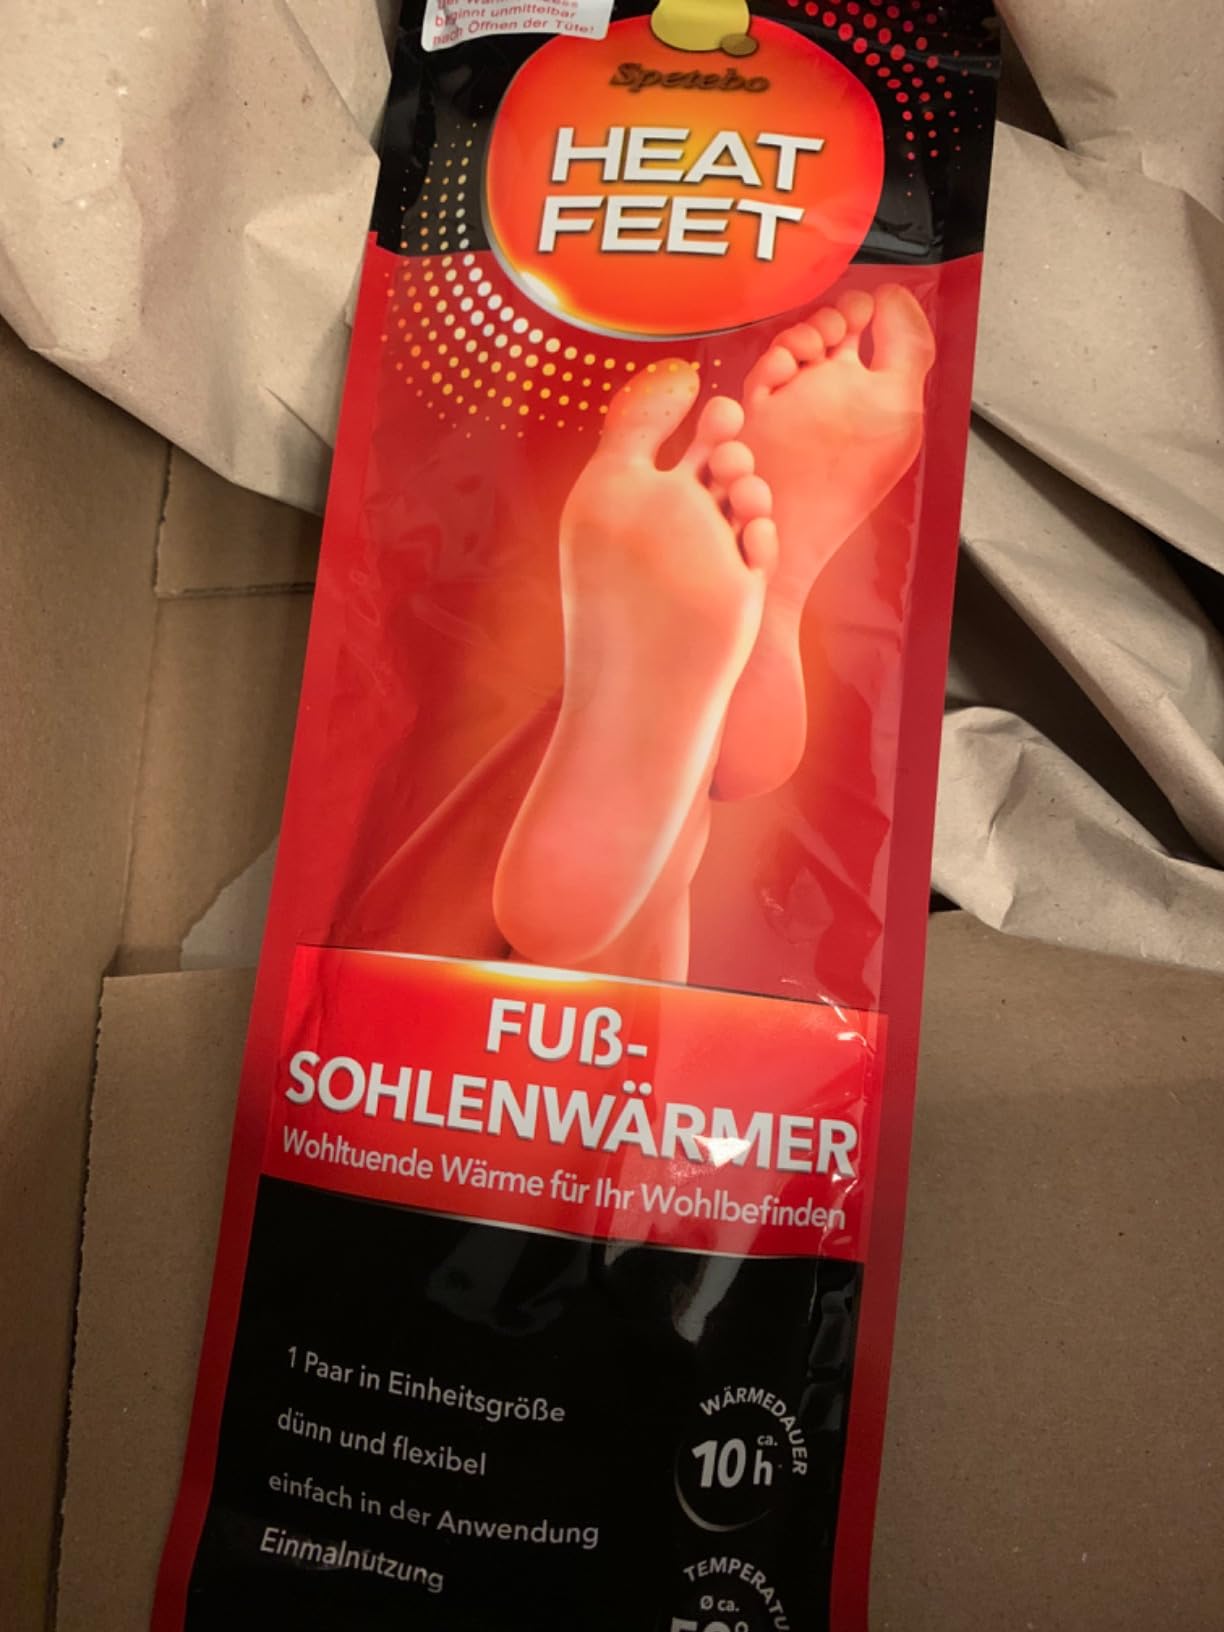 beginnt unmittelbar
nach Öffnen der Tüte!
Spetebo
HEAT
FEET
FUß-
SOHLENWÄRMER
Wohltuende Wärme für Ihr Wohlbefinden
1 Paar in Einheitsgröße
dünn und flexibel
einfach in der Anwendung
Einmalnutzung
WÄRMEDAUER
ca.
10 h
Ø ca.